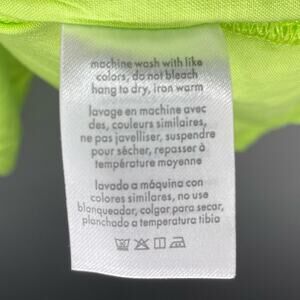 machine wash with like
colors, do not bleach
hang to dry, iron warm
lavage en machine avec
des, couleurs similaires,
ne pas javelliser, suspendre
pour sécher, repasser à
température moyenne
lavado a máquina con
colores similares, no use
blanqueador, colgar para secar,
planchado a temperatura tibia